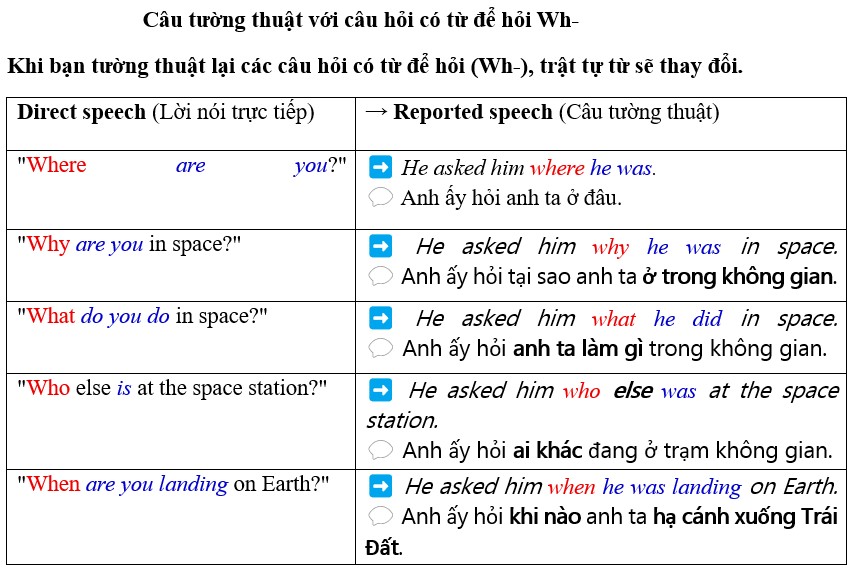 Câu tường thuật với câu hỏi có từ để hỏi Wh-
Khi bạn tường thuật lại các câu hỏi có từ để hỏi (Wh-), trật tự từ sẽ thay đổi.
Direct speech (Lời nói trực tiếp)
→ Reported speech (Câu tường thuật)
"Where are you?"
➡ He asked him where he was.
💬 Anh ấy hỏi anh ta ở đâu.
"Why are you in space?"
➡ He asked him why he was in space.
💬 Anh ấy hỏi tại sao anh ta ở trong không gian.
"What do you do in space?"
➡ He asked him what he did in space.
💬 Anh ấy hỏi anh ta làm gì trong không gian.
"Who else is at the space station?"
➡ He asked him who else was at the space
station.
💬 Anh ấy hỏi ai khác đang ở trạm không gian.
"When are you landing on Earth?"
➡ He asked him when he was landing on Earth.
💬 Anh ấy hỏi khi nào anh ta hạ cánh xuống Trái
Đất.